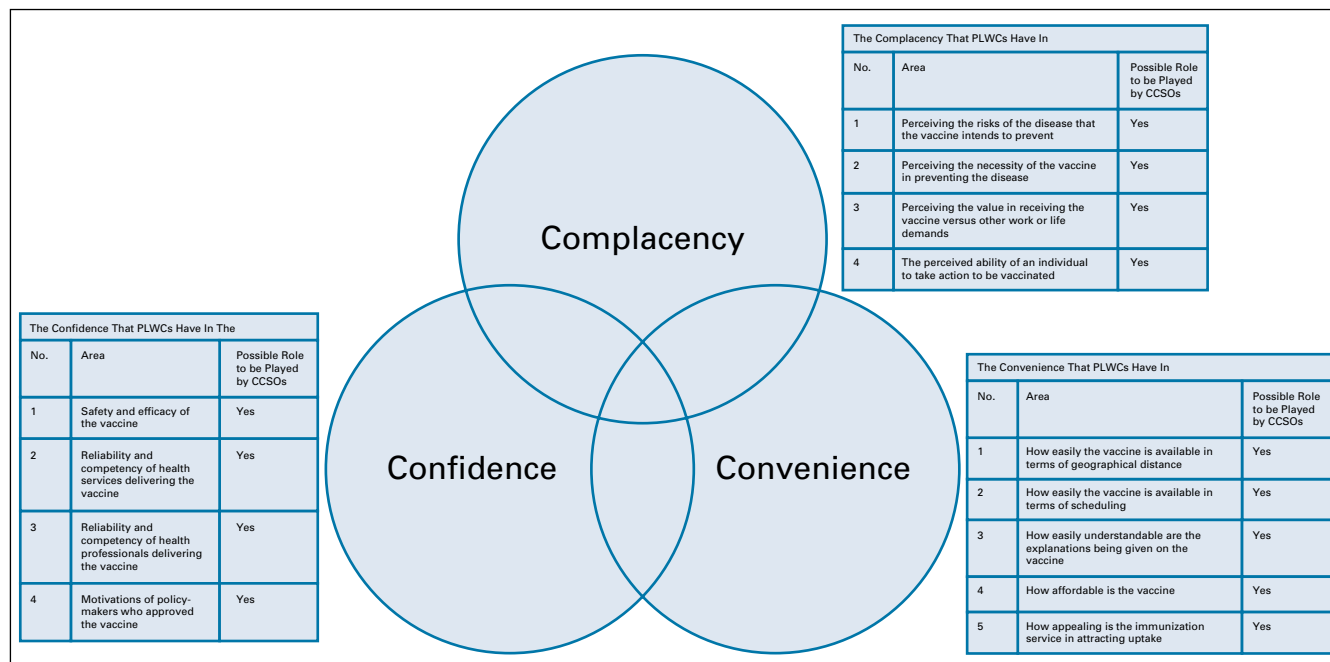 The Complacency That PLWCs Have In
No. Area Possible Role
to be Played
by CCSOs
1 Perceiving the risks of the disease that
the vaccine intends to prevent Yes
2 Perceiving the necessity of the vaccine
in preventing the disease Yes
3 Perceiving the value in receiving the
vaccine versus other work or life
demands Yes
4 The perceived ability of an individual
to take action to be vaccinated Yes
Complacency
Confidence
Convenience
The Confidence That PLWCs Have In The
No. Area Possible Role
to be Played
by CCSOs
1 Safety and efficacy of
the vaccine Yes
2 Reliability and
competency of health
services delivering the
vaccine Yes
3 Reliability and
competency of health
professionals delivering
the vaccine Yes
4 Motivations of policy-
makers who approved
the vaccine Yes
The Convenience That PLWCs Have In
No. Area Possible Role
to be Played
by CCSOs
1 How easily the vaccine is available in
terms of geographical distance Yes
2 How easily the vaccine is available in
terms of scheduling Yes
3 How easily understandable are the
explanations being given on the
vaccine Yes
4 How affordable is the vaccine Yes
5 How appealing is the immunization
service in attracting uptake Yes